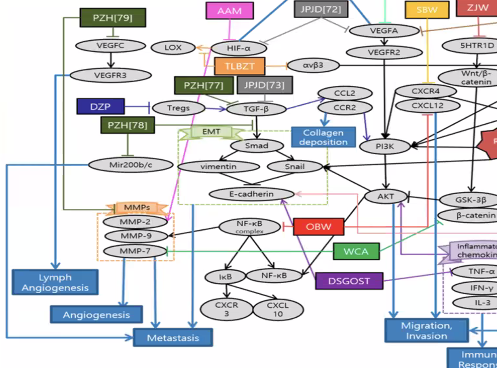 AAM
JPJD[72]
SBW
ZJW
PZH[79]
VEGFA
VEGFC
LOX
HIF-α
SHTR1D
VEGFR2
TLBZT
αvβ3
VEGFR3
Wnt/β-
catenin
PZH[77]
JPJD[73]
CCL2
CXCR4
DZP
Tregs
TGF-β
CCR2
CXCL12
PZH[78]
EMT
Collagen
deposition
Smad
PI3K
Mir200b/c
vimentin
Snail
E-cadherin
AKT
GSK-3β
MMPs
β-catenin
MMP-2
NF-κB
complex
OBW
MMP-9
MMP-7
WCA
Inflammat
chemokin
Lymph
Angiogenesis
IκB
NF-κB
DSGOST
TNF-α
IFN-γ
IL-3
CXCR
3
CXCL
10
Angiogenesis
Metastasis
Migration,
Invasion
Immun
Respon